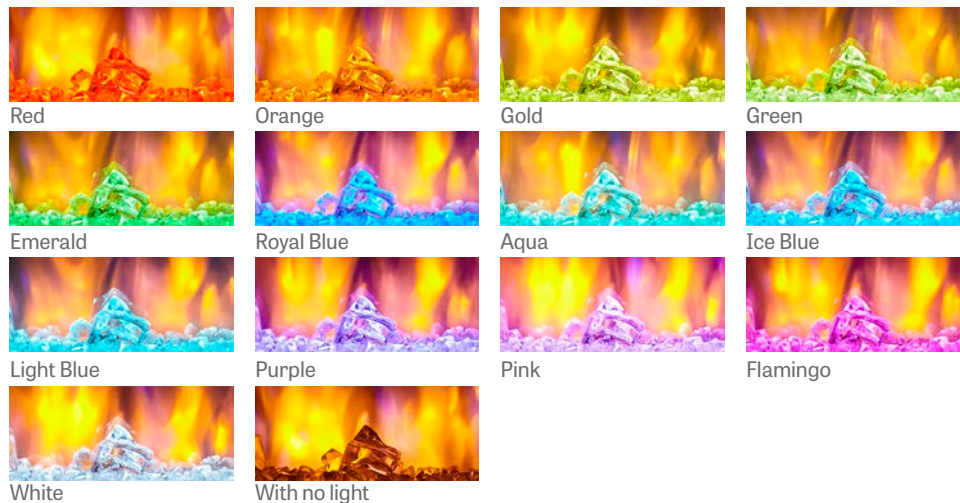 Red
Orange
Gold
Green
Emerald
Royal Blue
Aqua
Ice Blue
Light Blue
Purple
Pink
Flamingo
White
With no light